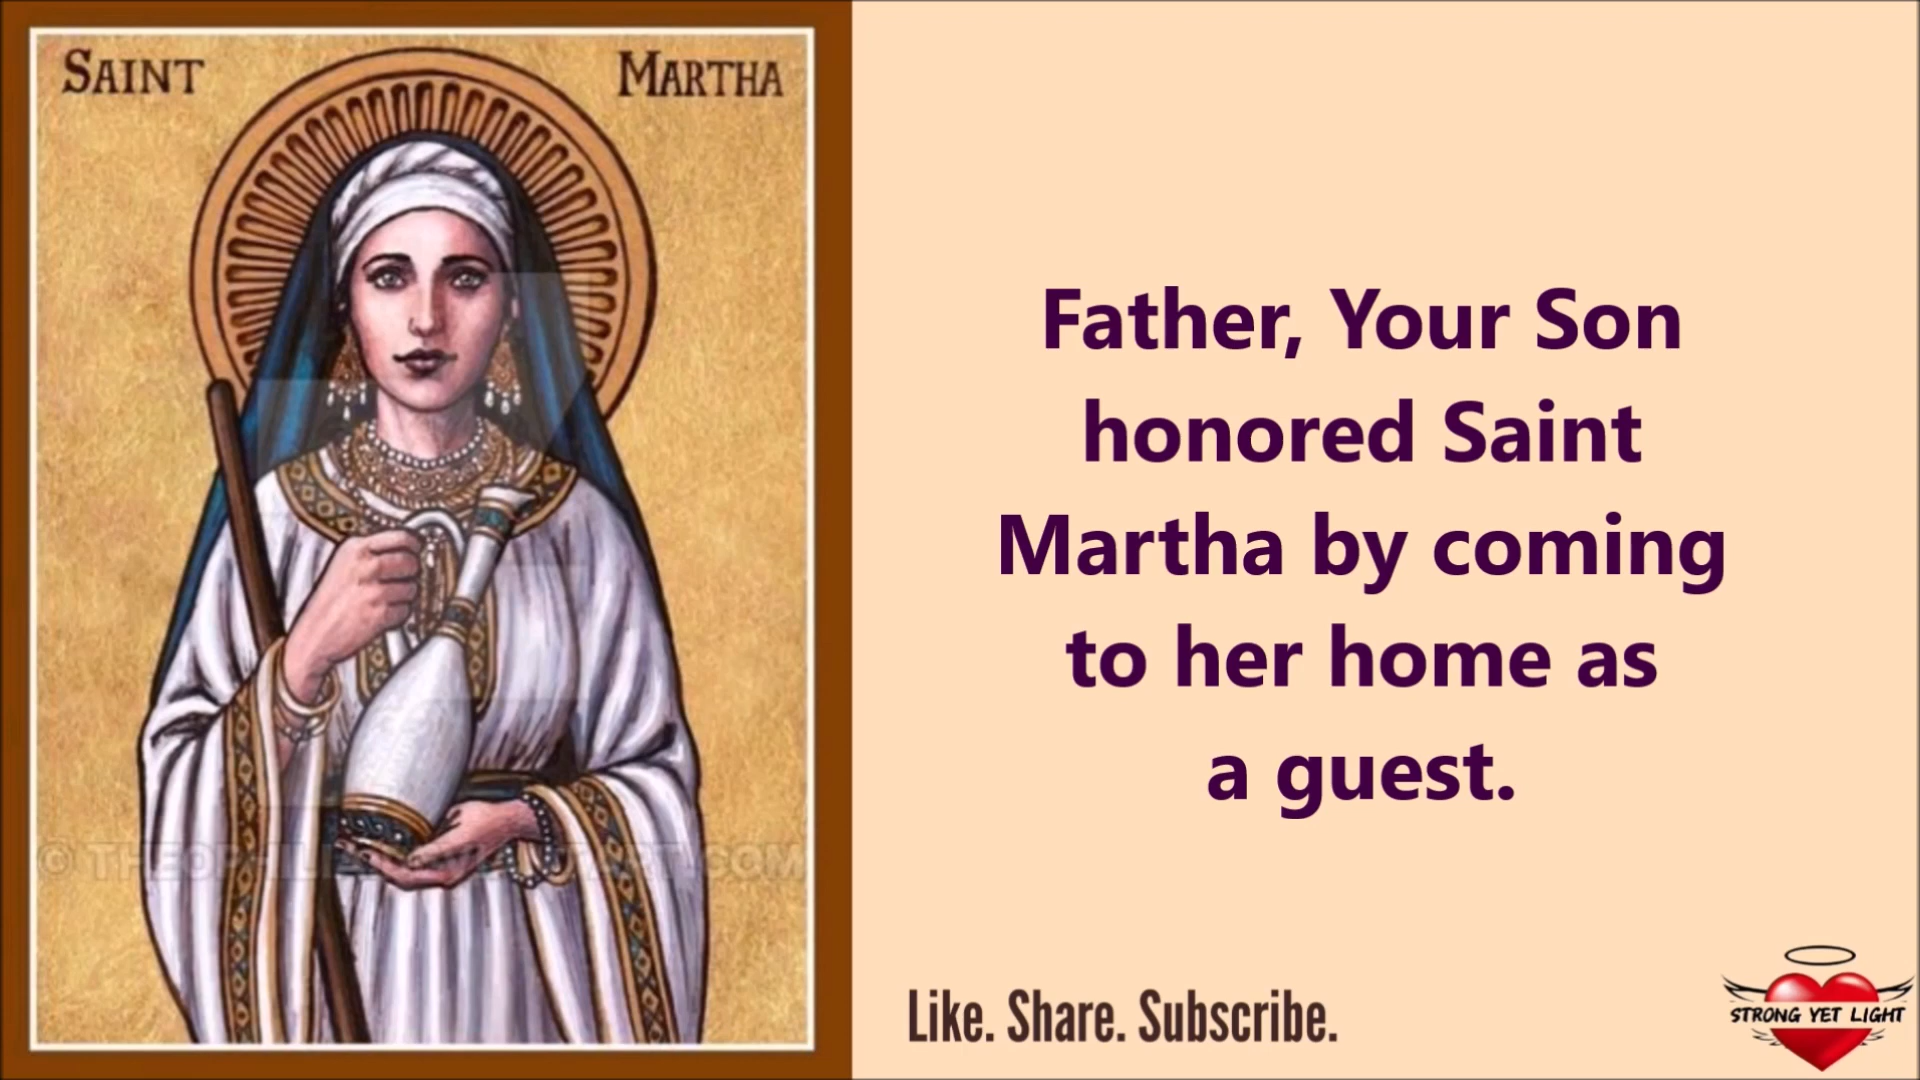 SAINT MARTHA
Father, Your Son
honored Saint
Martha by coming
to her home as
a guest.
Like. Share. Subscribe.
STRONG YET LIGHT